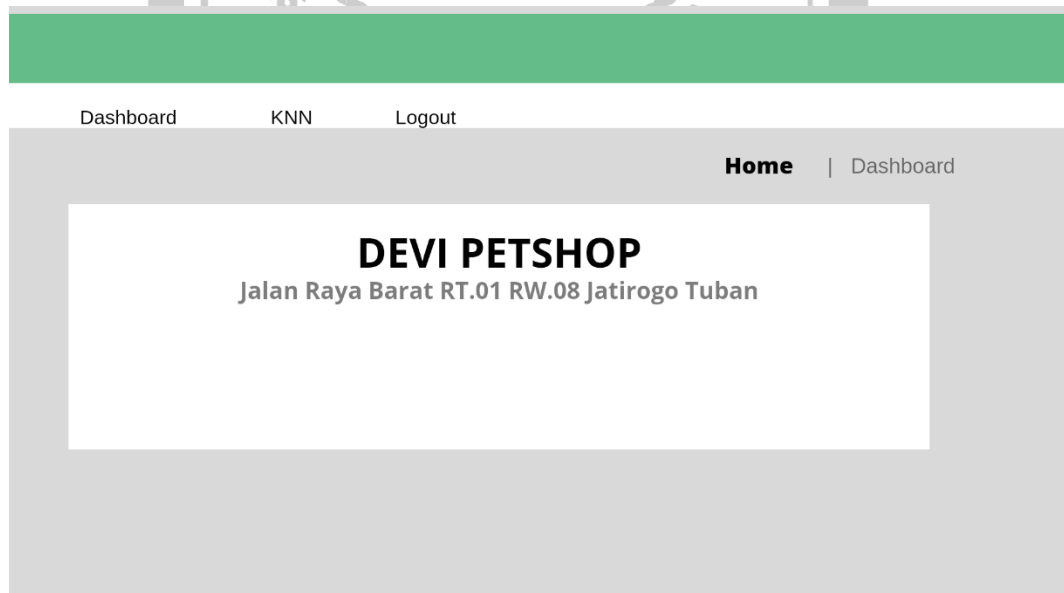 Dashboard KNN Logout
Home | Dashboard
DEVI PETSHOP
Jalan Raya Barat RT.01 RW.08 Jatirogo Tuban